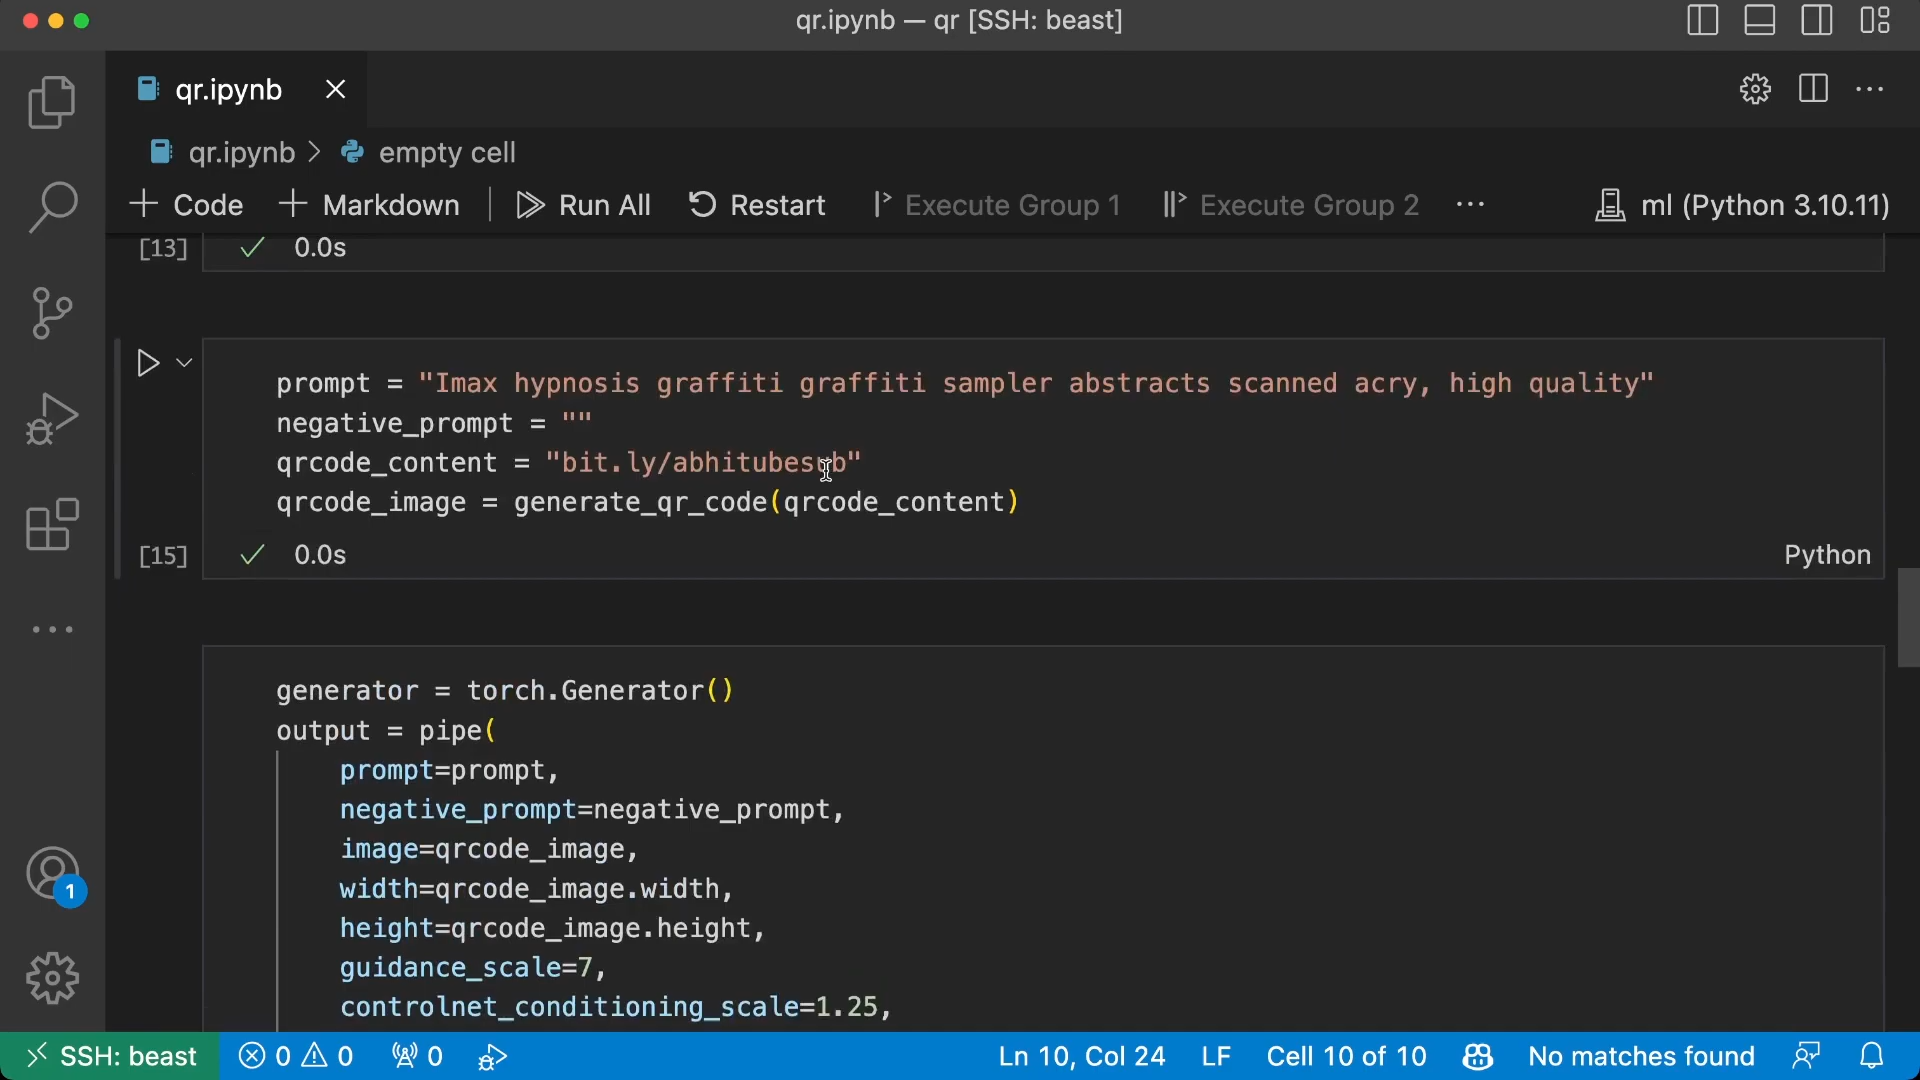 qr.ipynb — qr [SSH: beast]
qr.ipynb
qr.ipynb > empty cell
+ Code + Markdown Run All Restart Execute Group 1 Execute Group 2 ... ml (Python 3.10.11)
[13] 0.0s
prompt = "Imax hypnosis graffiti graffiti sampler abstracts scanned acry, high quality"
negative_prompt = ""
qrcode_content = "bit.ly/abhitubesub"
qrcode_image = generate_qr_code(qrcode_content)
[15] 0.0s Python
generator = torch.Generator()
output = pipe(
prompt=prompt,
negative_prompt=negative_prompt,
image=qrcode_image,
width=qrcode_image.width,
height=qrcode_image.height,
guidance_scale=7,
controlnet_conditioning_scale=1.25,
1
SSH: beast 0 0 0 Ln 10, Col 24 LF Cell 10 of 10 No matches found